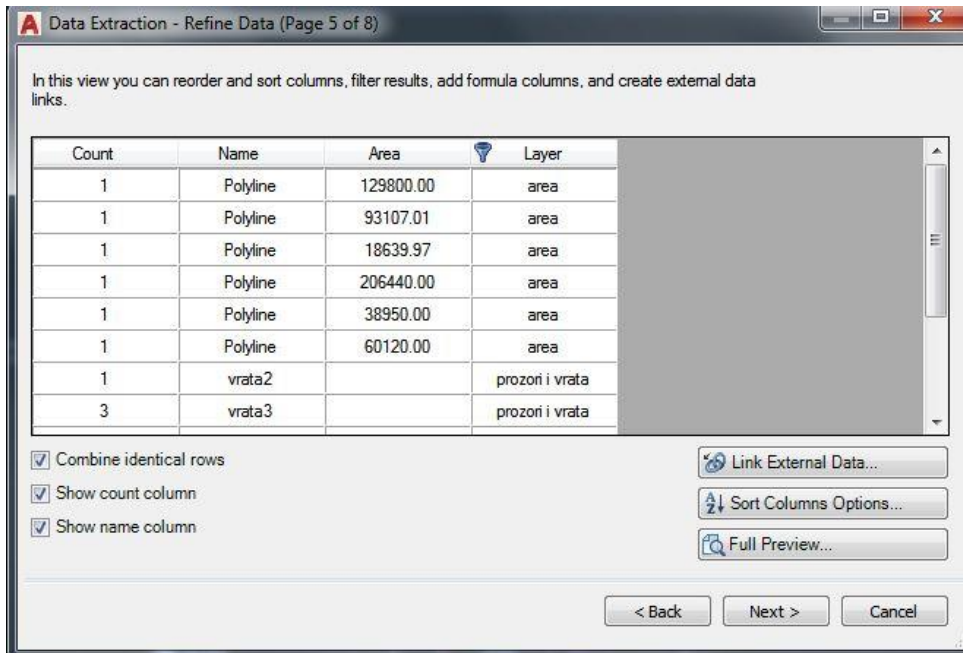 Data Extraction - Refine Data (Page 5 of 8)
In this view you can reorder and sort columns, filter results, add formula columns, and create external data
links.
Count Name Area Layer
1 Polyline 129800.00 area
1 Polyline 93107.01 area
1 Polyline 18639.97 area
1 Polyline 206440.00 area
1 Polyline 38950.00 area
1 Polyline 60120.00 area
1 vrata2 prozori i vrata
3 vrata3 prozori i vrata
Combine identical rows
Show count column
Show name column
Link External Data...
Sort Columns Options...
Full Preview...
< Back Next > Cancel